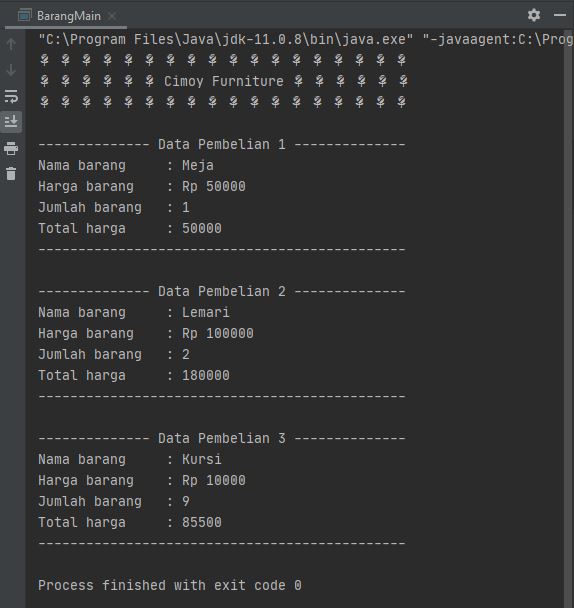 BarangMain
"C:\Program Files\Java\jdk-11.0.8\bin\java.exe" "-javaagent:C:\Prog
Cimoy Furniture
-------------- Data Pembelian 1 --------------
Nama barang     : Meja
Harga barang    : Rp 50000
Jumlah barang   : 1
Total harga     : 50000
----------------------------------------------
-------------- Data Pembelian 2 --------------
Nama barang     : Lemari
Harga barang    : Rp 100000
Jumlah barang   : 2
Total harga     : 180000
----------------------------------------------
-------------- Data Pembelian 3 --------------
Nama barang     : Kursi
Harga barang    : Rp 10000
Jumlah barang   : 9
Total harga     : 85500
----------------------------------------------
Process finished with exit code 0